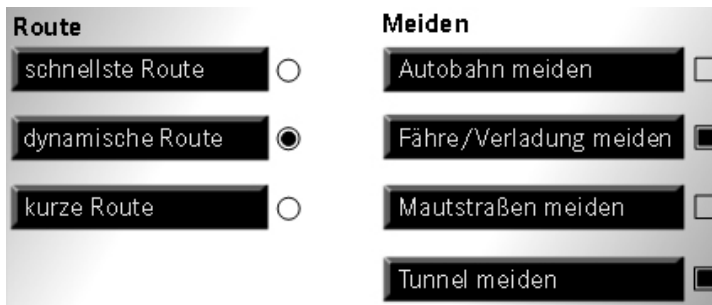 Route
schnellste Route
dynamische Route
kurze Route
Meiden
Autobahn meiden
Fähre/Verladung meiden
Mautstraßen meiden
Tunnel meiden